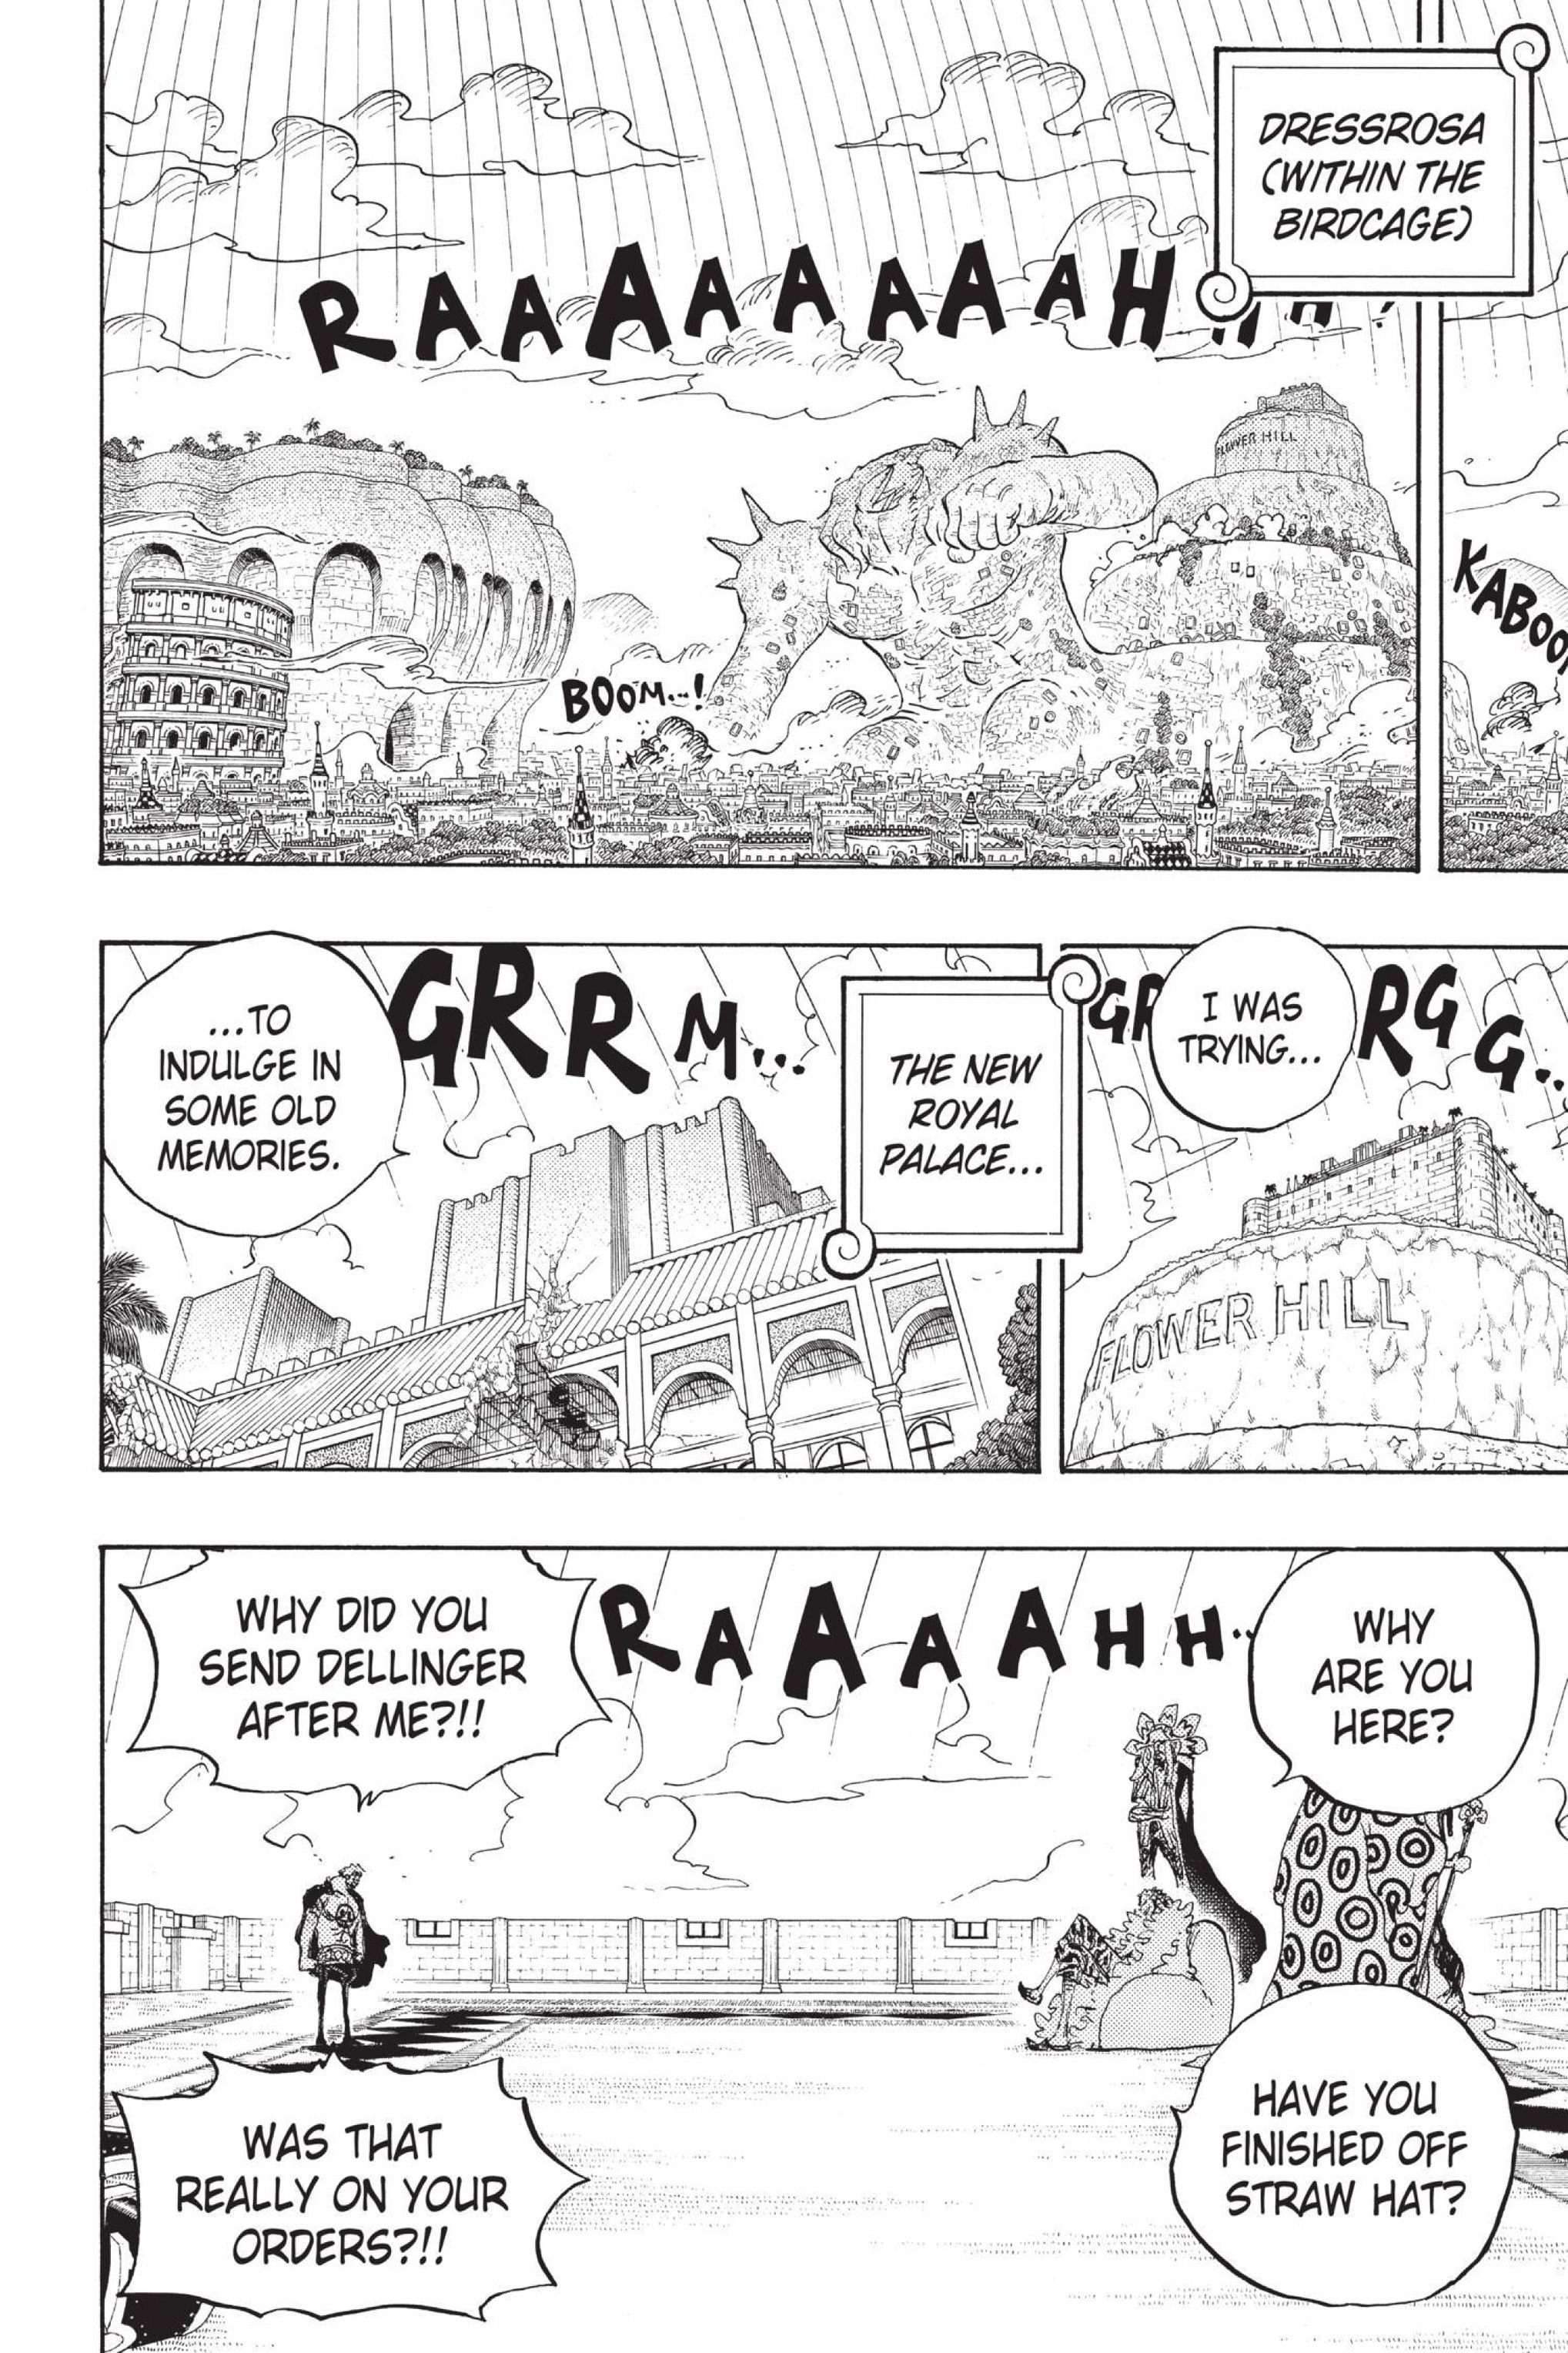 DRESSROSA
(WITHIN THE
BIRDCAGE)
RAAAAAAAAH
FLOWER HILL
BOOM...!
I WAS
TRYING...
RGG...
FLOWER HILL
THE NEW
ROYAL
PALACE...
GRRM...
...TO
INDULGE IN
SOME OLD
MEMORIES.
WHY
ARE YOU
HERE?
HAVE YOU
FINISHED OFF
STRAW HAT?
RAAAAHH..
WHY DID YOU
SEND DELLINGER
AFTER ME?!!
WAS THAT
REALLY ON YOUR
ORDERS?!!